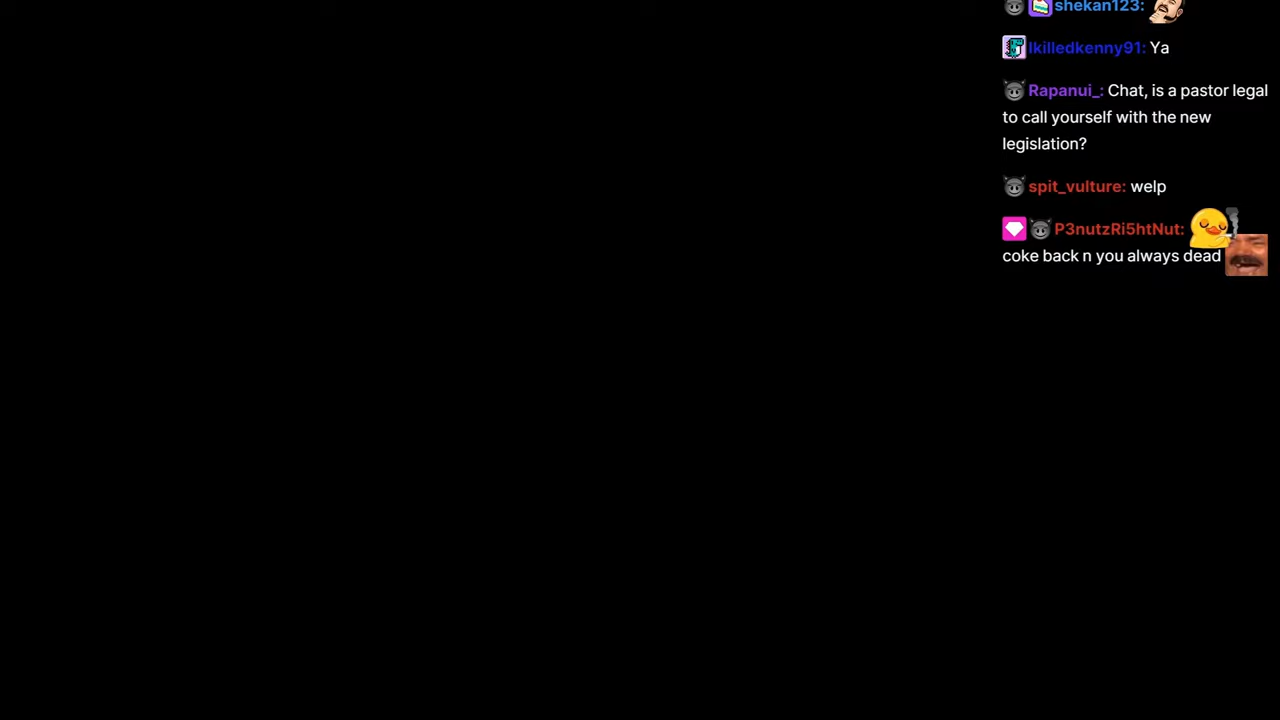 shekan123:
Ikilledkenny91: Ya
Rapanui_: Chat, is a pastor legal
to call yourself with the new
legislation?
spit_vulture: welp
P3nutzRi5htNut:
coke back n you always dead